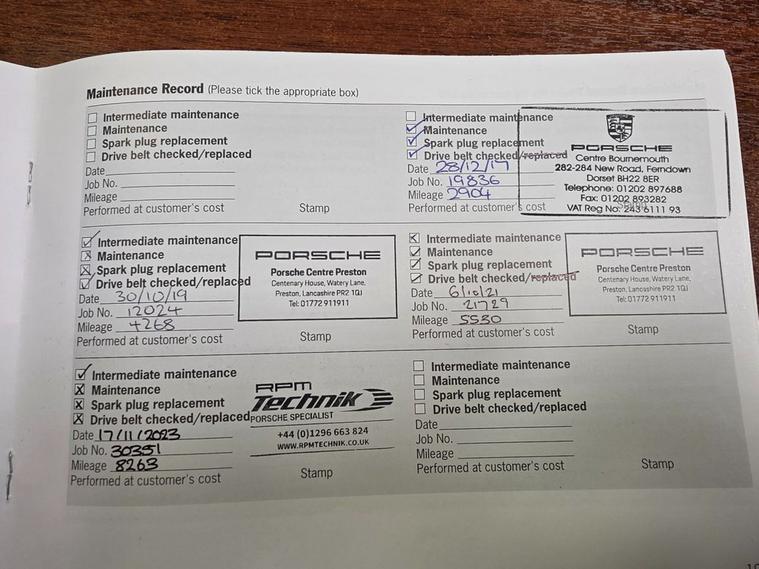 Maintenance Record (Please tick the appropriate box)
Intermediate maintenance
Maintenance
Spark plug replacement
Drive belt checked/replaced
Date
Job No.
Mileage
Performed at customer's cost
Stamp
Intermediate maintenance
Maintenance
Spark plug replacement
Drive belt checked/replaced
Date 28/12/17
Job No. 19836
Mileage 2904
Performed at customer's cost
PORSCHE
Centre Bournemouth
282-284 New Road, Ferndown
Dorset BH22 8ER
Telephone: 01202 897688
Fax: 01202 893282
VAT Reg No: 243 6111 93
Stamp
Intermediate maintenance
Maintenance
Spark plug replacement
Drive belt checked/replaced
Date 30/10/19
Job No. 12024
Mileage 4268
Performed at customer's cost
PORSCHE
Porsche Centre Preston
Centenary House, Watery Lane,
Preston, Lancashire PR2 1QJ
Tel: 01772 911911
Stamp
Intermediate maintenance
Maintenance
Spark plug replacement
Drive belt checked/replaced
Date 6/10/21
Job No. 21729
Mileage 5530
Performed at customer's cost
PORSCHE
Porsche Centre Preston
Centenary House, Watery Lane,
Preston, Lancashire PR2 1QJ
Tel: 01772 911911
Stamp
Intermediate maintenance
Maintenance
Spark plug replacement
Drive belt checked/replaced
Date 17/11/2023
Job No. 30351
Mileage 8263
Performed at customer's cost
RPM
Technik
PORSCHE SPECIALIST
+44 (0)1296 663 824
WWW.RPMTECHNIK.CO.UK
Stamp
Intermediate maintenance
Maintenance
Spark plug replacement
Drive belt checked/replaced
Date
Job No.
Mileage
Performed at customer's cost
Stamp